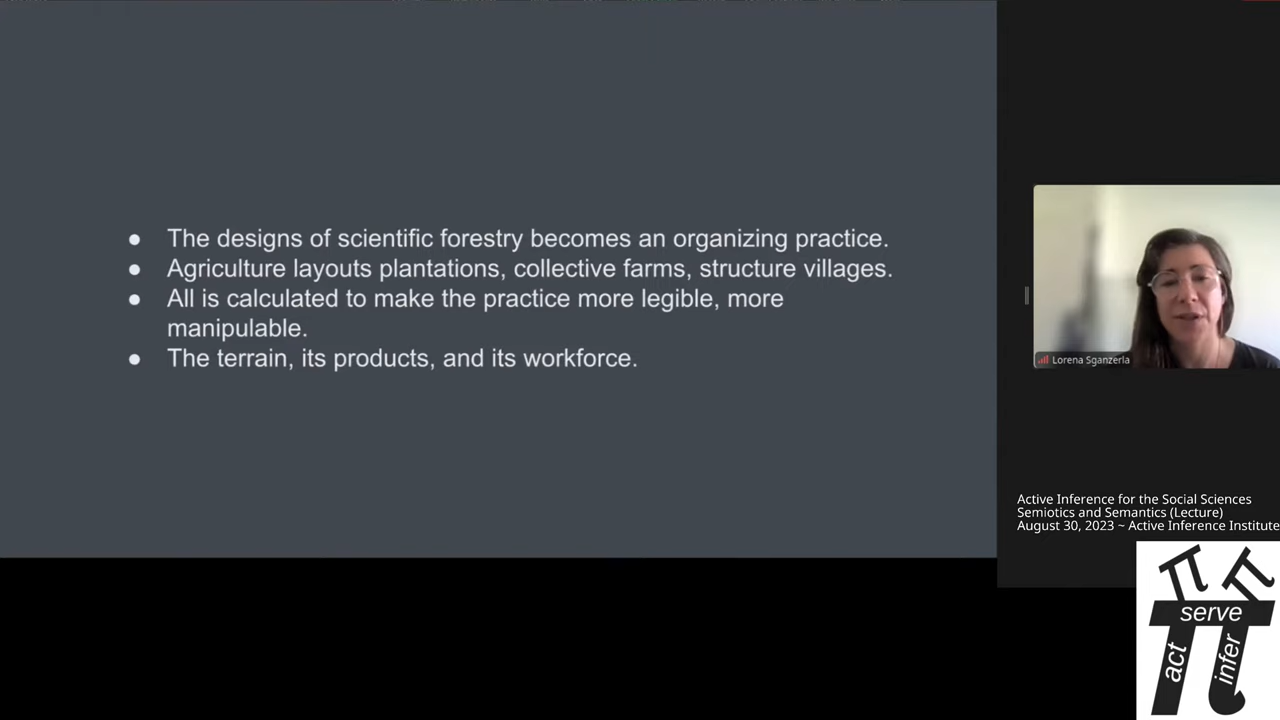 ● The designs of scientific forestry becomes an organizing practice.
● Agriculture layouts plantations, collective farms, structure villages.
● All is calculated to make the practice more legible, more
manipulable.
● The terrain, its products, and its workforce.
Lorena Sganzerla
Active Inference for the Social Sciences
Semiotics and Semantics (Lecture)
August 30, 2023 ~ Active Inference Institute
serve
act
infer